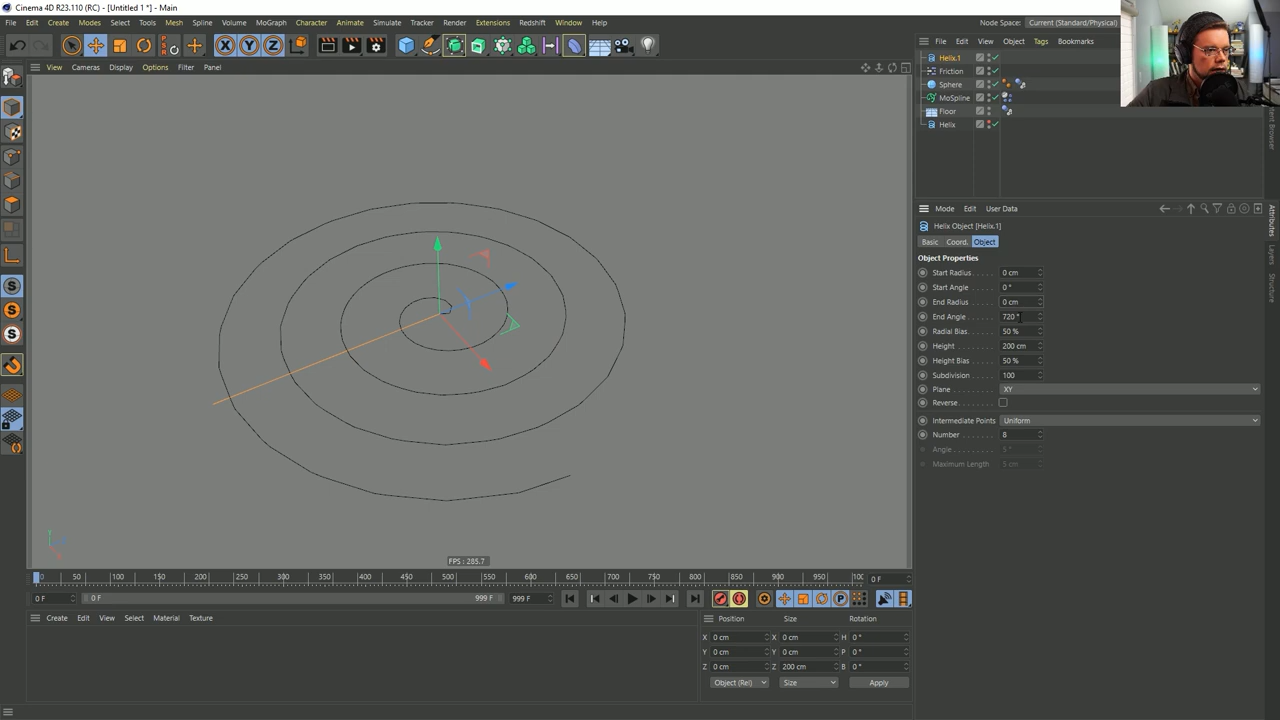 Cinema 4D R23.110 (RC) - [Untitled 1 *] - Main
File Edit Create Modes Select Tools Mesh Spline Volume MoGraph Character Animate Simulate Tracker Render Extensions Redshift Window Help
Node Space: Current (Standard/Physical)
X Y Z
File Edit View Object Tags Bookmarks
View Cameras Display Options Filter Panel
Helix.1
Friction
Sphere
MoSpline
Floor
Helix
Mode Edit User Data
Helix Object [Helix.1]
Basic Coord. Object
Object Properties
Start Radius 0 cm
Start Angle 0 °
End Radius 0 cm
End Angle 720 °
Radial Bias 50 %
Height 200 cm
Height Bias 50 %
Subdivision 100
Plane XY
Reverse
Intermediate Points Uniform
Number 8
Angle 5 °
Maximum Length 5 cm
Attributes
Layers
Structure
FPS : 285.7
0 50 100 150 200 250 300 350 400 450 500 550 600 650 700 750 800 850 900 950 100
0 F
0 F 0 F 999 F 999 F
Create Edit View Select Material Texture
Position Size Rotation
X 0 cm X 0 cm H 0 °
Y 0 cm Y 0 cm P 0 °
Z 0 cm Z 200 cm B 0 °
Object (Rel) Size Apply